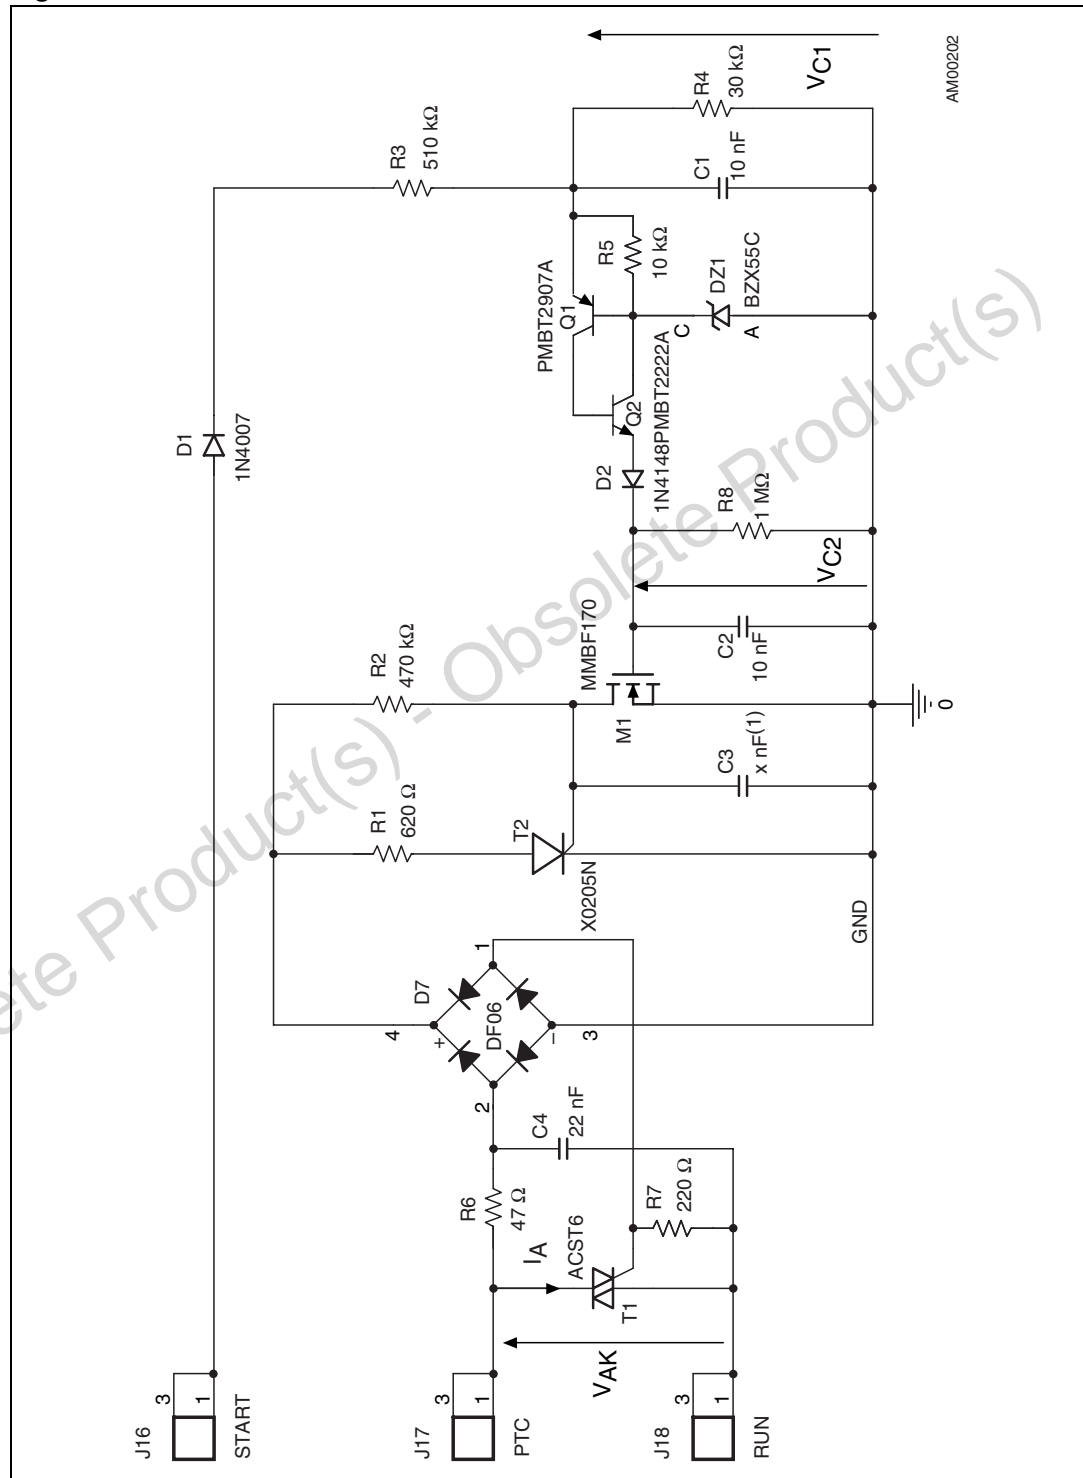 J16
3
1
START
J17
3
1
PTC
J18
3
1
RUN
D1
1N4007
R3
510 kΩ
VC1
AM00202
R4
30 kΩ
C1
10 nF
R5
10 kΩ
PMBT2907A
Q1
DZ1
BZX55C
C
A
Q2
1N4148PMBT2222A
D2
R8
1 MΩ
VC2
MMBF170
M1
C2
10 nF
R2
470 kΩ
C3
x nF(1)
0
R1
620 Ω
T2
X0205N
GND
D7
DF06
1
2
3
4
+
–
C4
22 nF
R6
47 Ω
R7
220 Ω
IA
ACST6
T1
VAK
ete Product(s) - Obsolete Product(s)